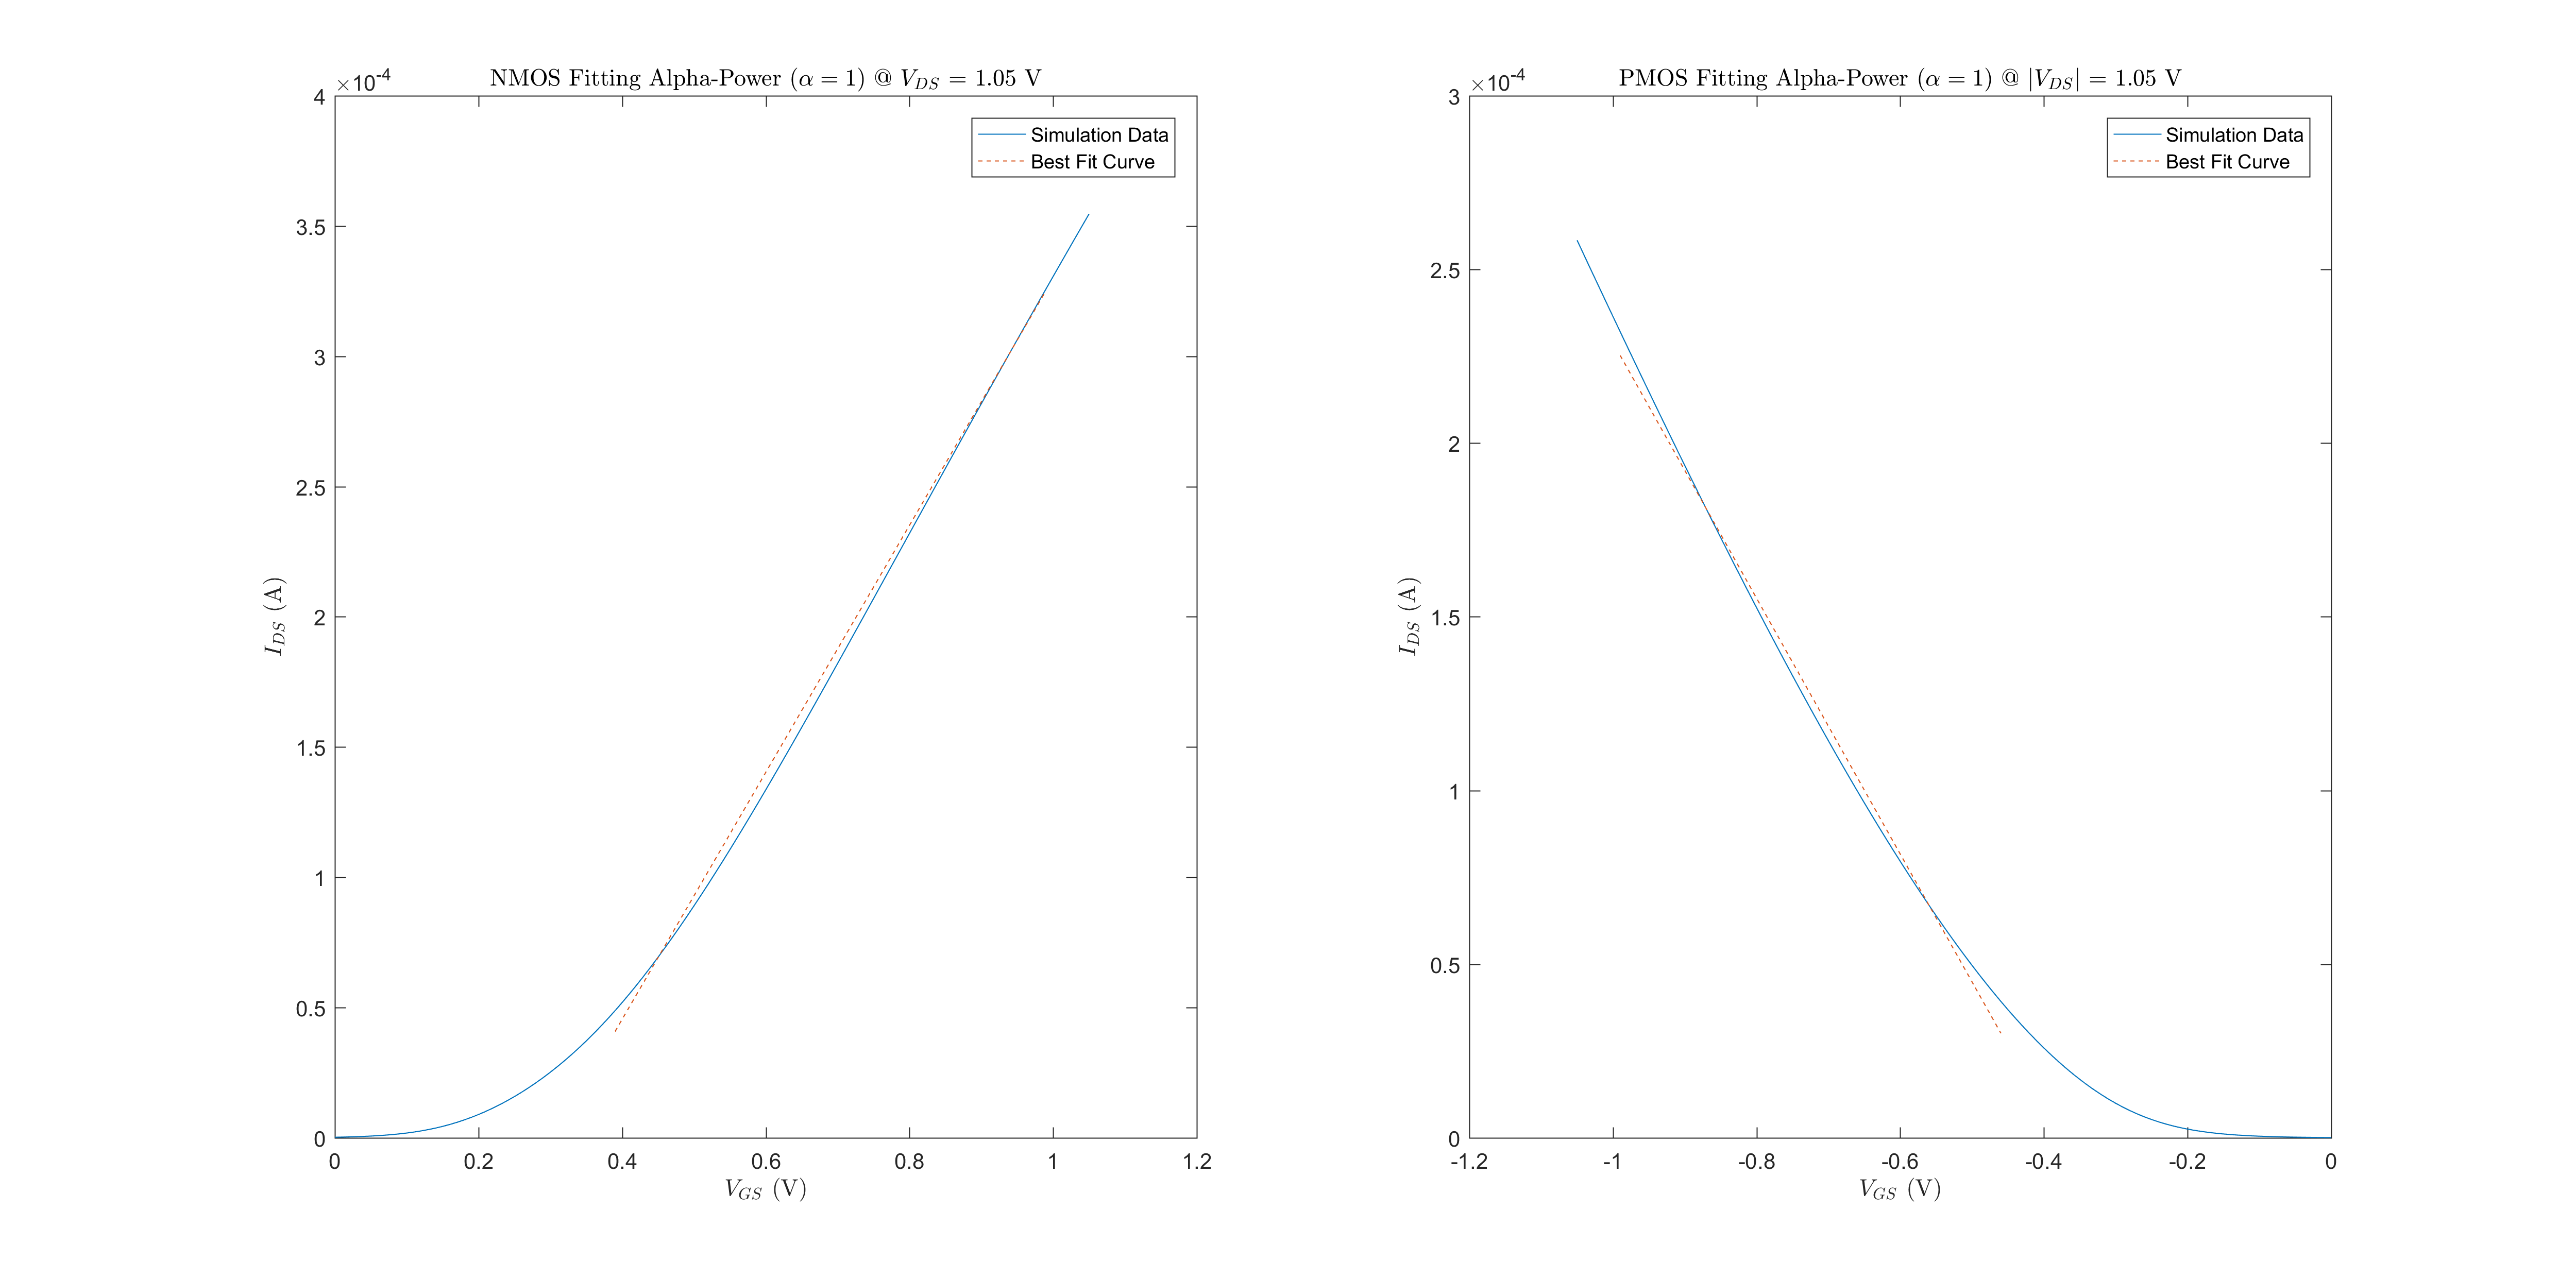 NMOS Fitting Alpha-Power (α = 1) @ V_DS = 1.05 V
×10^-4
4
3.5
3
2.5
2
1.5
1
0.5
0
0 0.2 0.4 0.6 0.8 1 1.2
I_DS (A)
V_GS (V)
Simulation Data
Best Fit Curve
PMOS Fitting Alpha-Power (α = 1) @ |V_DS| = 1.05 V
×10^-4
3
2.5
2
1.5
1
0.5
0
-1.2 -1 -0.8 -0.6 -0.4 -0.2 0
I_DS (A)
V_GS (V)
Simulation Data
Best Fit Curve